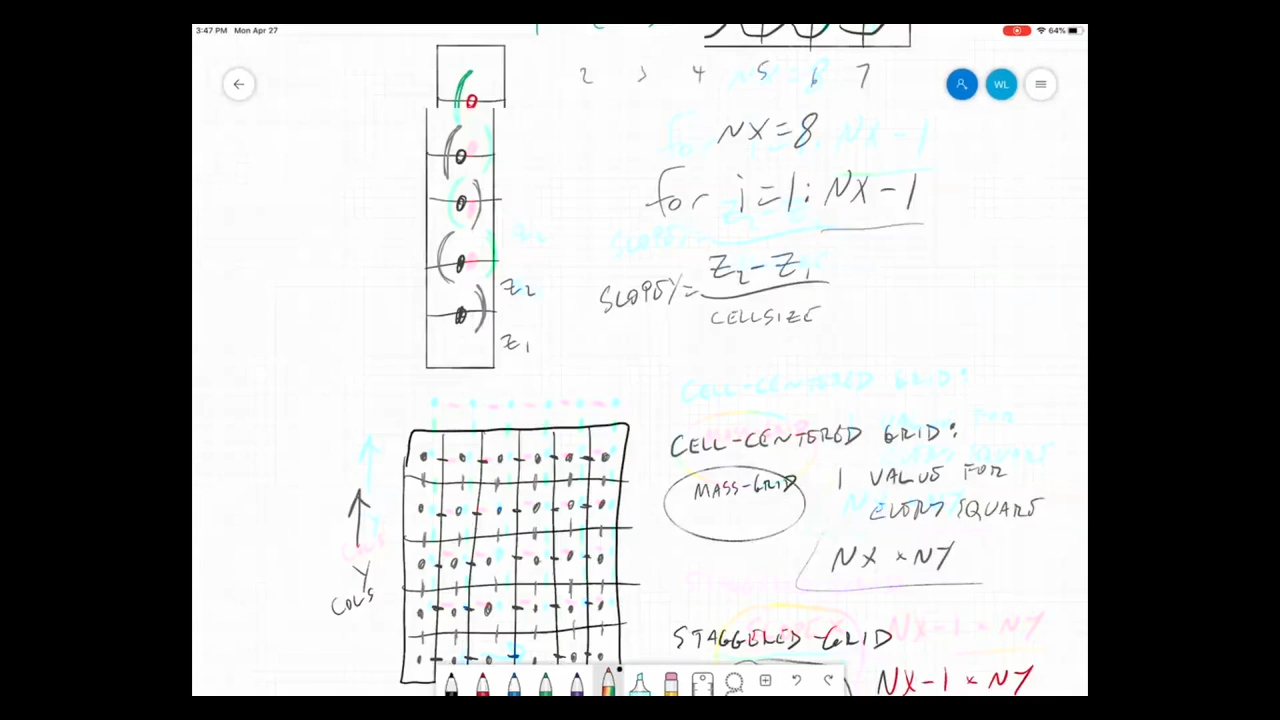 3:47 PM Mon Apr 27
64%
WL
2 3 4 5 6 7
NX=8
for i=1:NX-1
SLOPEY= Z2-Z1
CELLSIZE
Z2
Z1
CELL-CENTERED GRID:
MASS-GRID
1 VALUE FOR
EVERY SQUARE
NX × NY
Y
COL'S
STAGGERED-GRID
NX-1 × NY